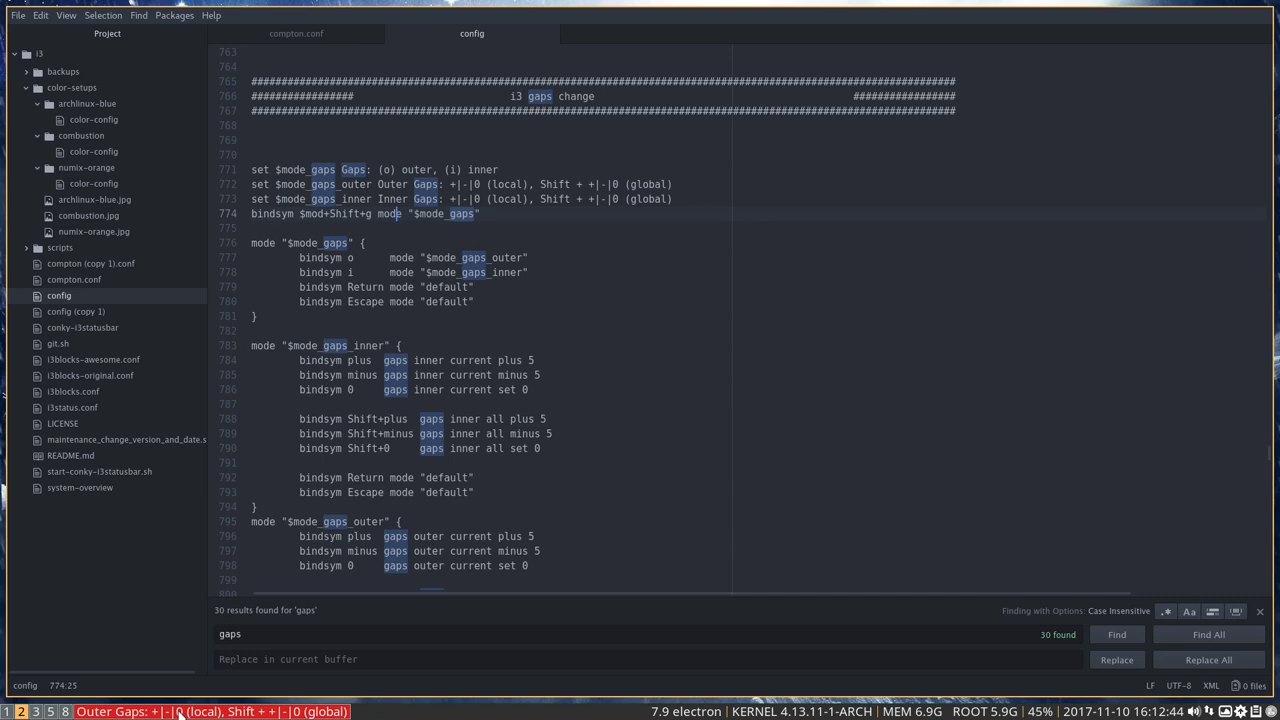 File Edit View Selection Find Packages Help
Project
i3
backups
color-setups
archlinux-blue
color-config
combustion
color-config
numix-orange
color-config
archlinux-blue.jpg
combustion.jpg
numix-orange.jpg
scripts
compton (copy 1).conf
compton.conf
config
config (copy 1)
conky-i3statusbar
git.sh
i3blocks-awesome.conf
i3blocks-original.conf
i3blocks.conf
i3status.conf
LICENSE
maintenance_change_version_and_date.s
README.md
start-conky-i3statusbar.sh
system-overview
compton.conf config
763
764
765 #####################################################################################################################
766 ################# i3 gaps change #################
767 #####################################################################################################################
768
769
770
771 set $mode_gaps Gaps: (o) outer, (i) inner
772 set $mode_gaps_outer Outer Gaps: +|-|0 (local), Shift + +|-|0 (global)
773 set $mode_gaps_inner Inner Gaps: +|-|0 (local), Shift + +|-|0 (global)
774 bindsym $mod+Shift+g mode "$mode_gaps"
775
776 mode "$mode_gaps" {
777 bindsym o mode "$mode_gaps_outer"
778 bindsym i mode "$mode_gaps_inner"
779 bindsym Return mode "default"
780 bindsym Escape mode "default"
781 }
782
783 mode "$mode_gaps_inner" {
784 bindsym plus gaps inner current plus 5
785 bindsym minus gaps inner current minus 5
786 bindsym 0 gaps inner current set 0
787
788 bindsym Shift+plus gaps inner all plus 5
789 bindsym Shift+minus gaps inner all minus 5
790 bindsym Shift+0 gaps inner all set 0
791
792 bindsym Return mode "default"
793 bindsym Escape mode "default"
794 }
795 mode "$mode_gaps_outer" {
796 bindsym plus gaps outer current plus 5
797 bindsym minus gaps outer current minus 5
798 bindsym 0 gaps outer current set 0
799
800
30 results found for 'gaps' Finding with Options: Case Insensitive .* Aa
gaps 30 found Find Find All
Replace in current buffer Replace Replace All
config 774:25 LF UTF-8 XML 0 files
1 2 3 5 8 Outer Gaps: +|-|0 (local), Shift + +|-|0 (global) 7.9 electron KERNEL 4.13.11-1-ARCH MEM 6.9G ROOT 5.9G 45% 2017-11-10 16:12:44